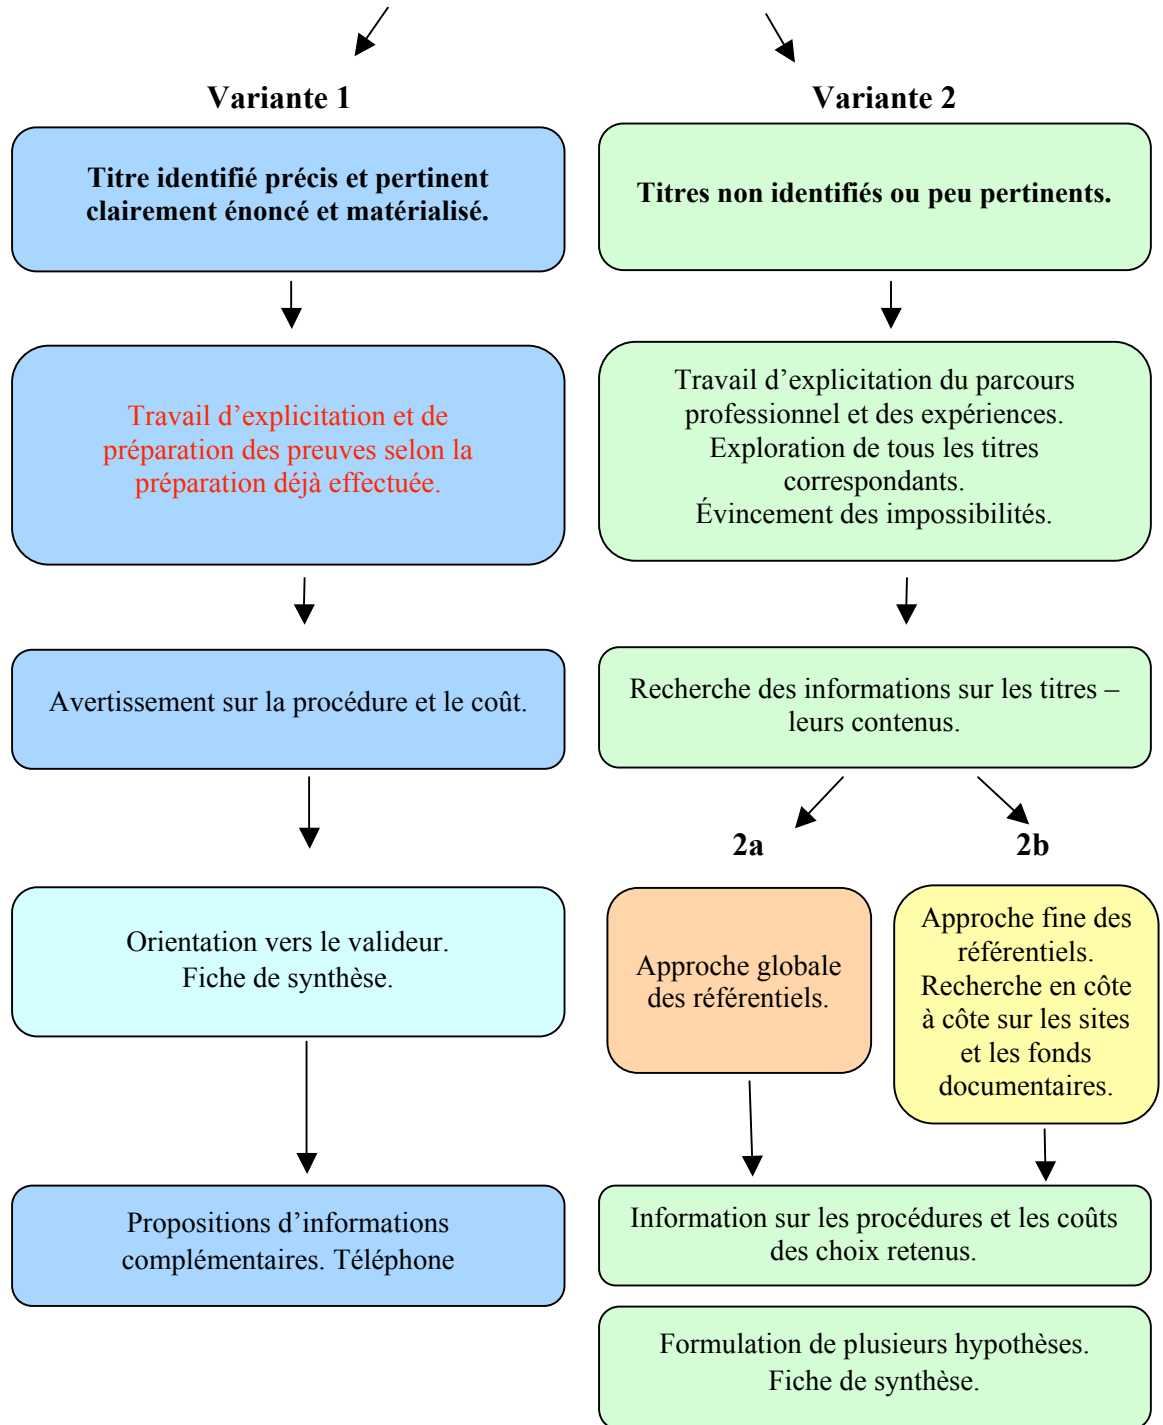 Variante 1
Titre identifié précis et pertinent
clairement énoncé et matérialisé.
Travail d’explicitation et de
préparation des preuves selon la
préparation déjà effectuée.
Avertissement sur la procédure et le coût.
Orientation vers le valideur.
Fiche de synthèse.
Propositions d’informations
complémentaires. Téléphone
Variante 2
Titres non identifiés ou peu pertinents.
Travail d’explicitation du parcours
professionnel et des expériences.
Exploration de tous les titres
correspondants.
Évincement des impossibilités.
Recherche des informations sur les titres –
leurs contenus.
2a
Approche globale
des référentiels.
2b
Approche fine des
référentiels.
Recherche en côte
à côte sur les sites
et les fonds
documentaires.
Information sur les procédures et les coûts
des choix retenus.
Formulation de plusieurs hypothèses.
Fiche de synthèse.